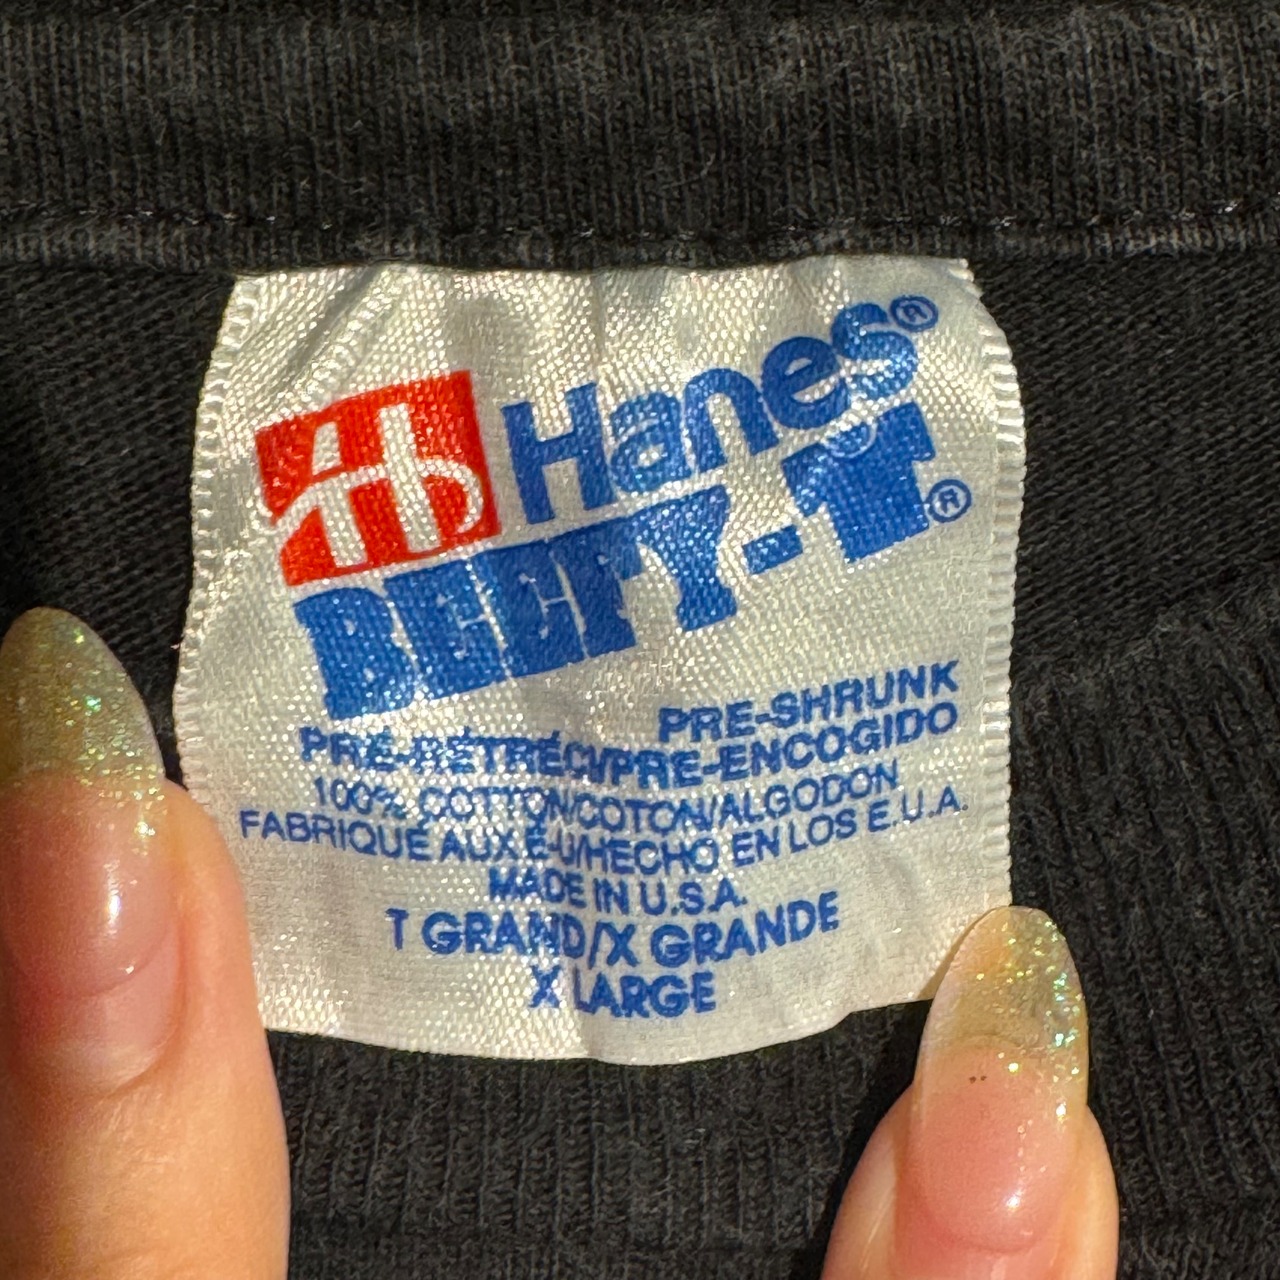 Hanes®
BEEFY-T®
PRE-SHRUNK
PRÉ-RÉTRÉCI/PRE-ENCOGIDO
100% COTTON/COTON/ALGODON
FABRIQUÉ AUX É-U/HECHO EN LOS E.U.A.
MADE IN U.S.A.
T GRAND/X GRANDE
X LARGE